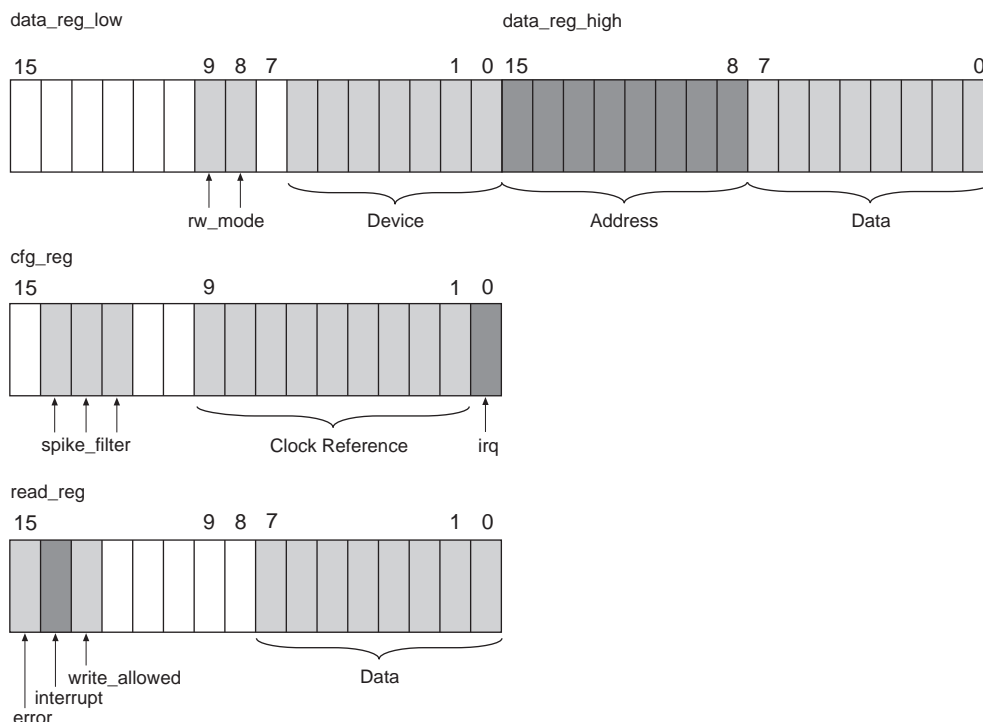 data_reg_low data_reg_high
15 9 8 7 1 0 15 8 7 0
rw_mode Device Address Data
cfg_reg
15 9 1 0
spike_filter Clock Reference irq
read_reg
15 9 8 7 1 0
write_allowed Data
interrupt
error